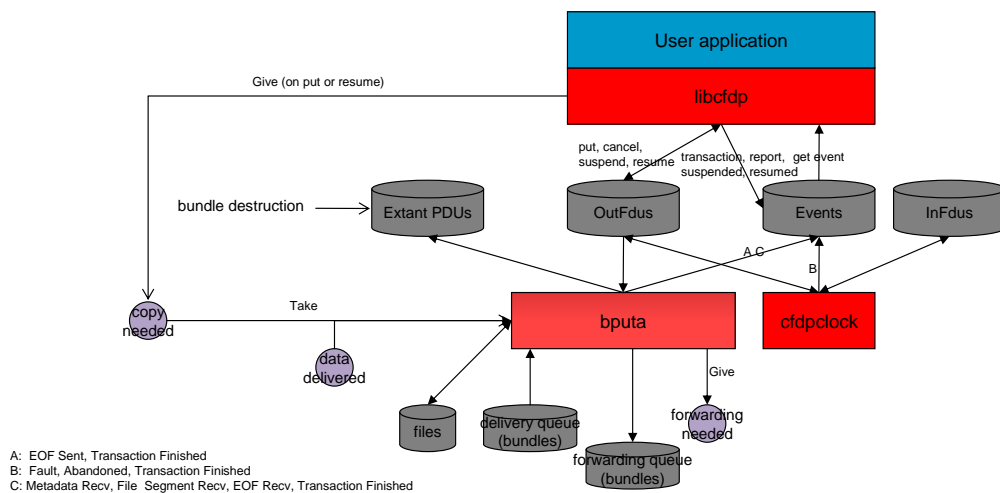 User application
Give (on put or resume)
libcfdp
put, cancel,
suspend, resume
transaction, report,
suspended, resumed
get event
bundle destruction
Extant PDUs
OutFdus
Events
InFdus
A C
B
copy
needed
Take
bputa
cfdpclock
data
delivered
Give
files
delivery queue
(bundles)
forwarding
needed
forwarding queue
(bundles)
A: EOF Sent, Transaction Finished
B: Fault, Abandoned, Transaction Finished
C: Metadata Recv, File Segment Recv, EOF Recv, Transaction Finished